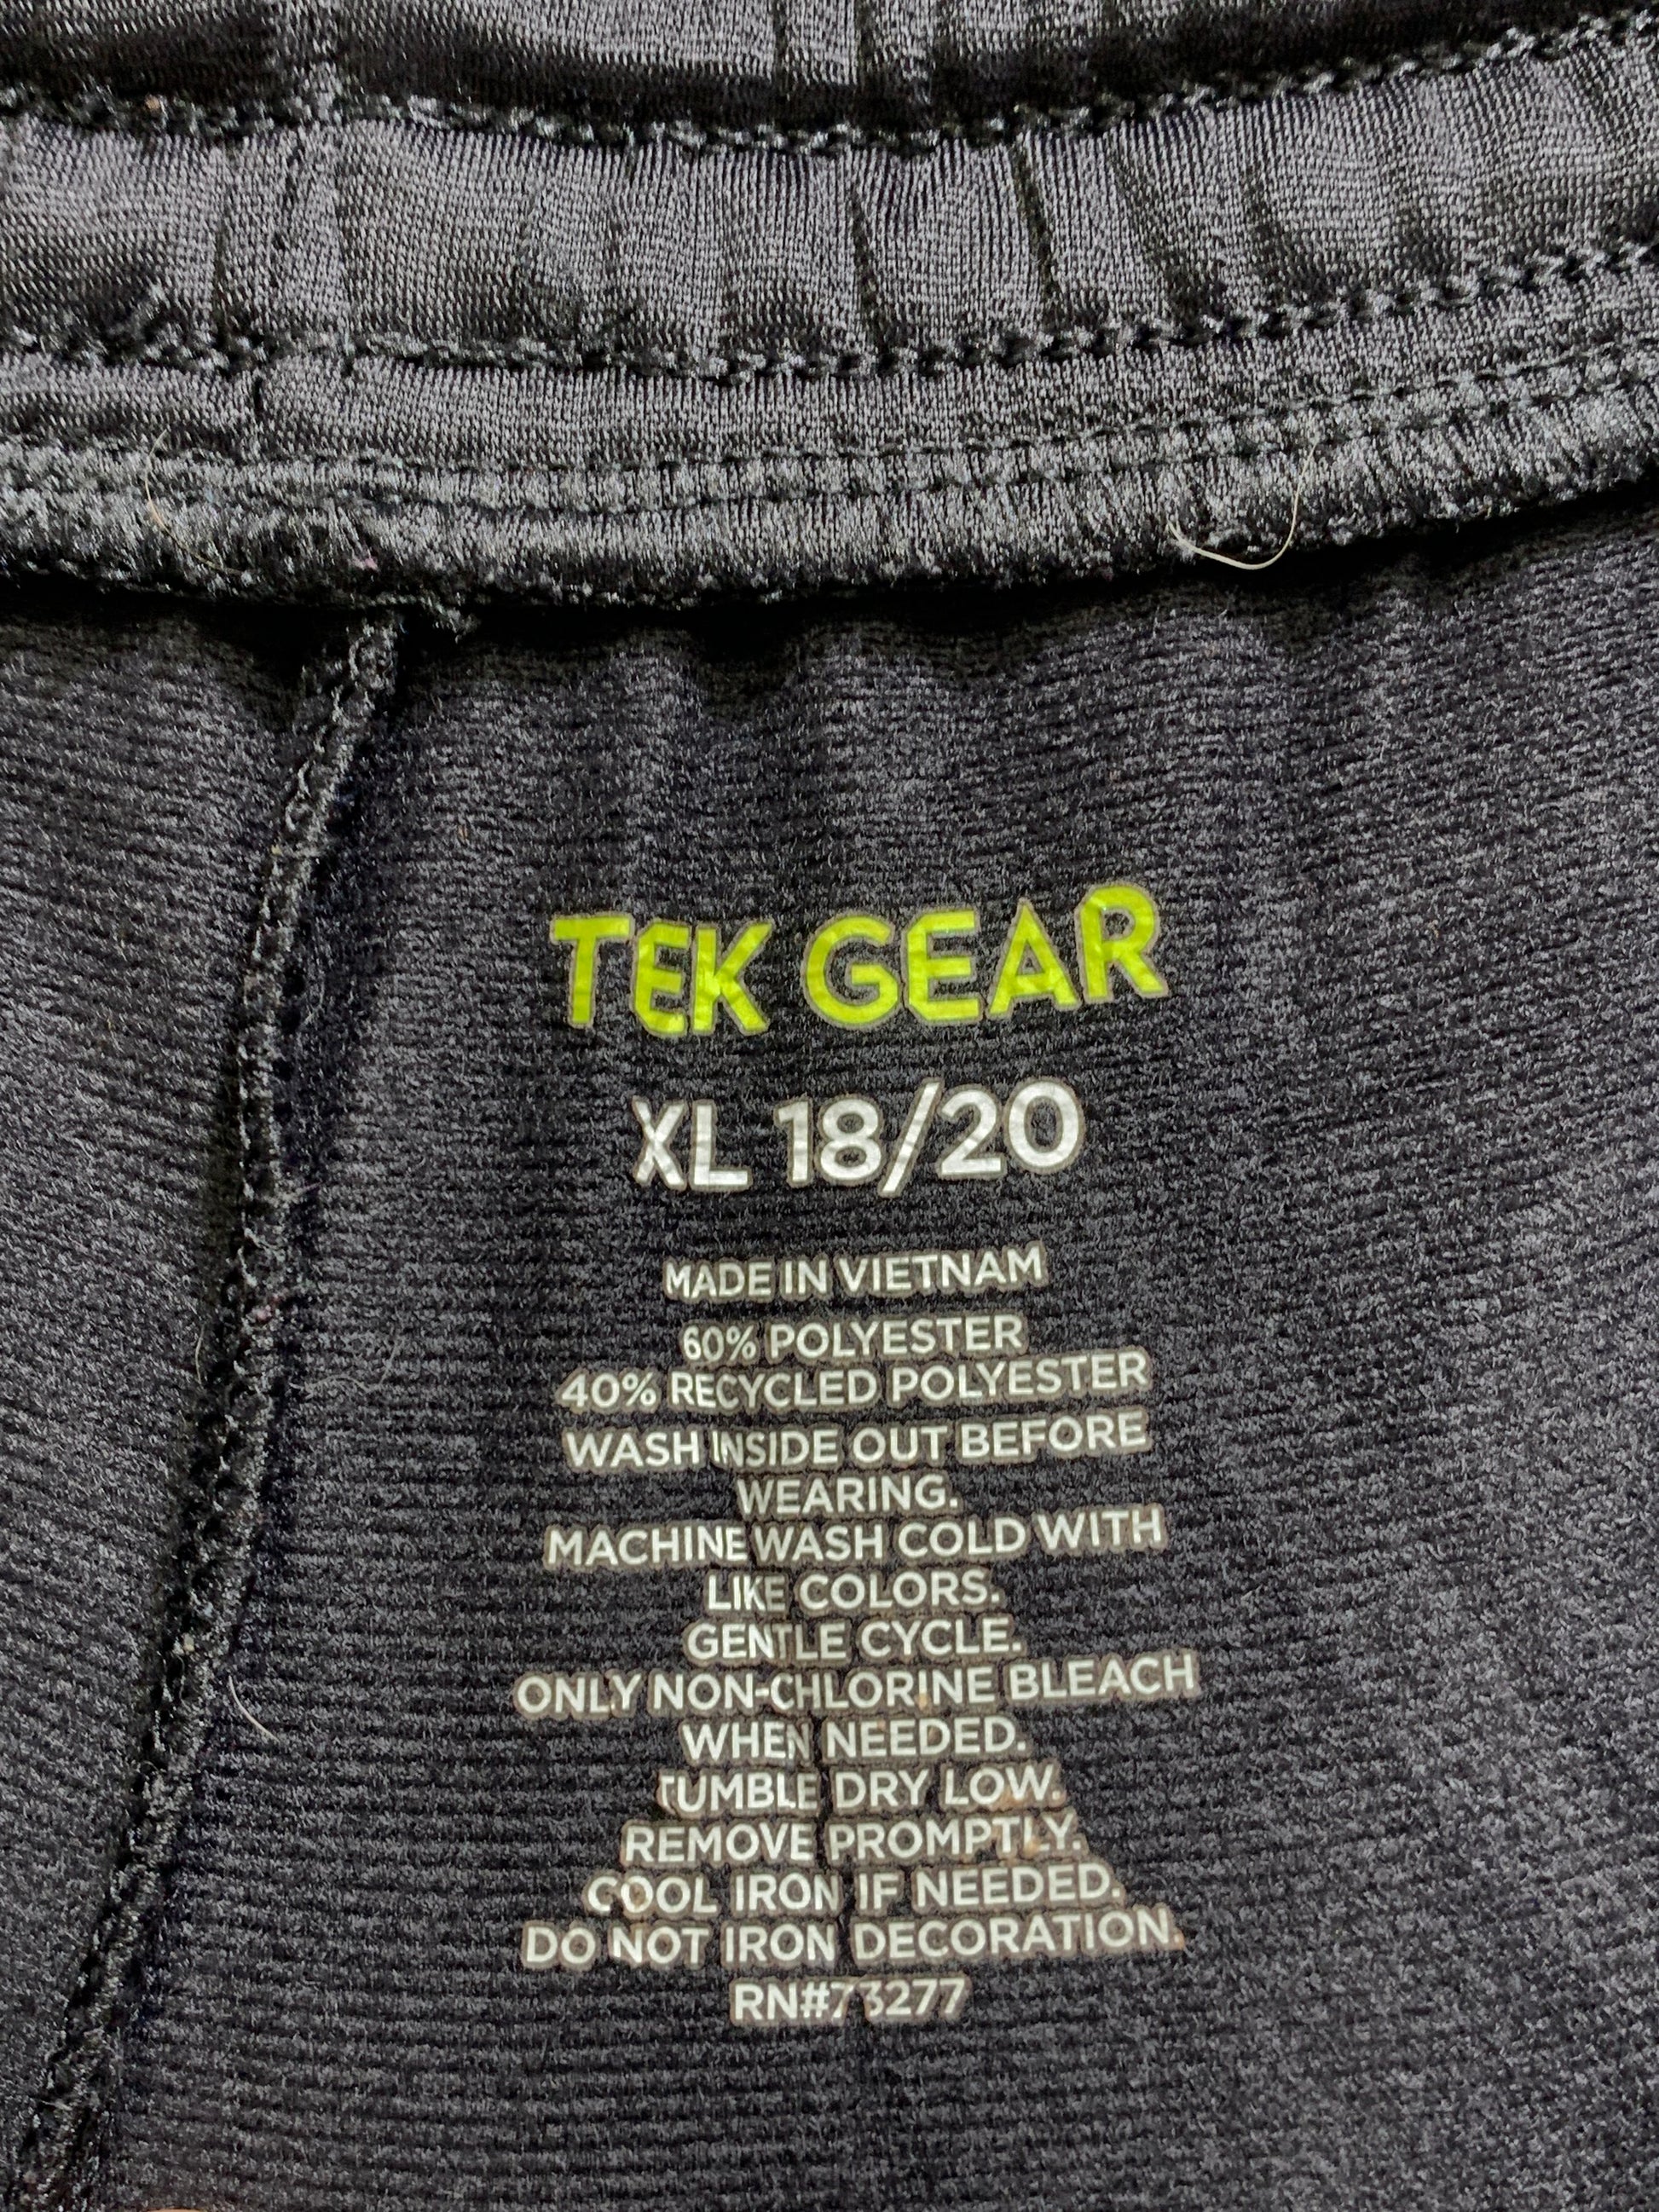 TEK GEAR
XL 18/20
MADE IN VIETNAM
60% POLYESTER
40% RECYCLED POLYESTER
WASH INSIDE OUT BEFORE
WEARING.
MACHINE WASH COLD WITH
LIKE COLORS.
GENTLE CYCLE.
ONLY NON-CHLORINE BLEACH
WHEN NEEDED.
TUMBLE DRY LOW.
REMOVE PROMPTLY.
COOL IRON IF NEEDED.
DO NOT IRON DECORATION.
RN#73277